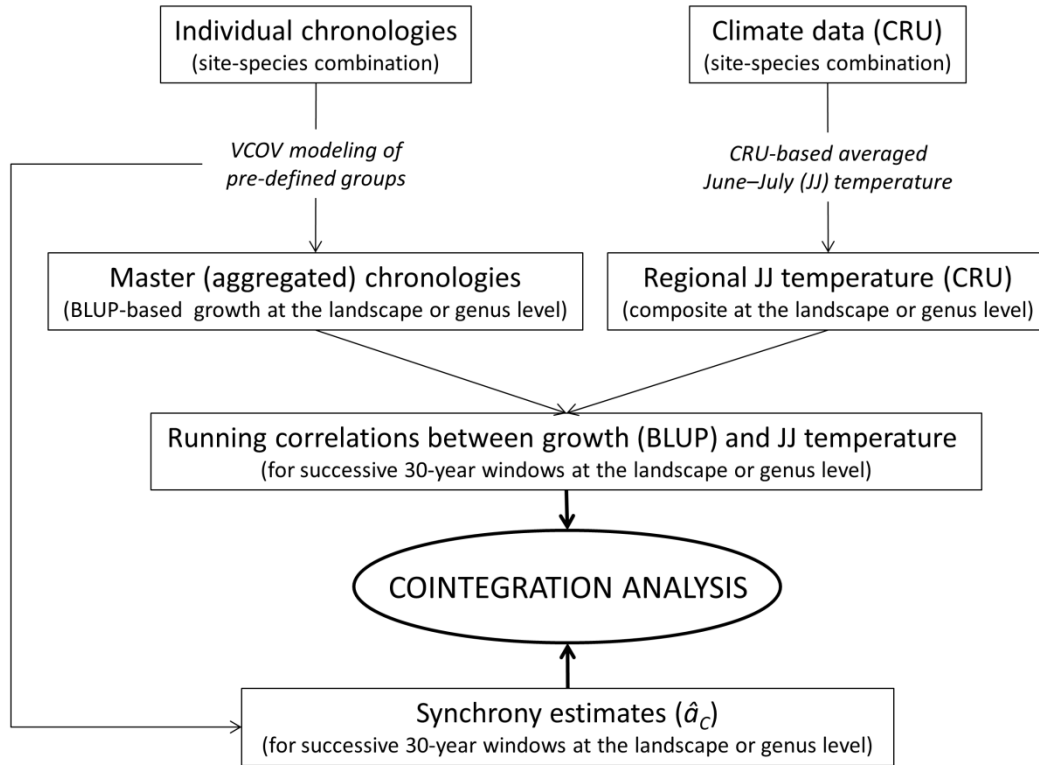 Individual chronologies
(site-species combination)
Climate data (CRU)
(site-species combination)
VCOV modeling of
pre-defined groups
CRU-based averaged
June–July (JJ) temperature
Master (aggregated) chronologies
(BLUP-based growth at the landscape or genus level)
Regional JJ temperature (CRU)
(composite at the landscape or genus level)
Running correlations between growth (BLUP) and JJ temperature
(for successive 30-year windows at the landscape or genus level)
COINTEGRATION ANALYSIS
Synchrony estimates (â_C)
(for successive 30-year windows at the landscape or genus level)